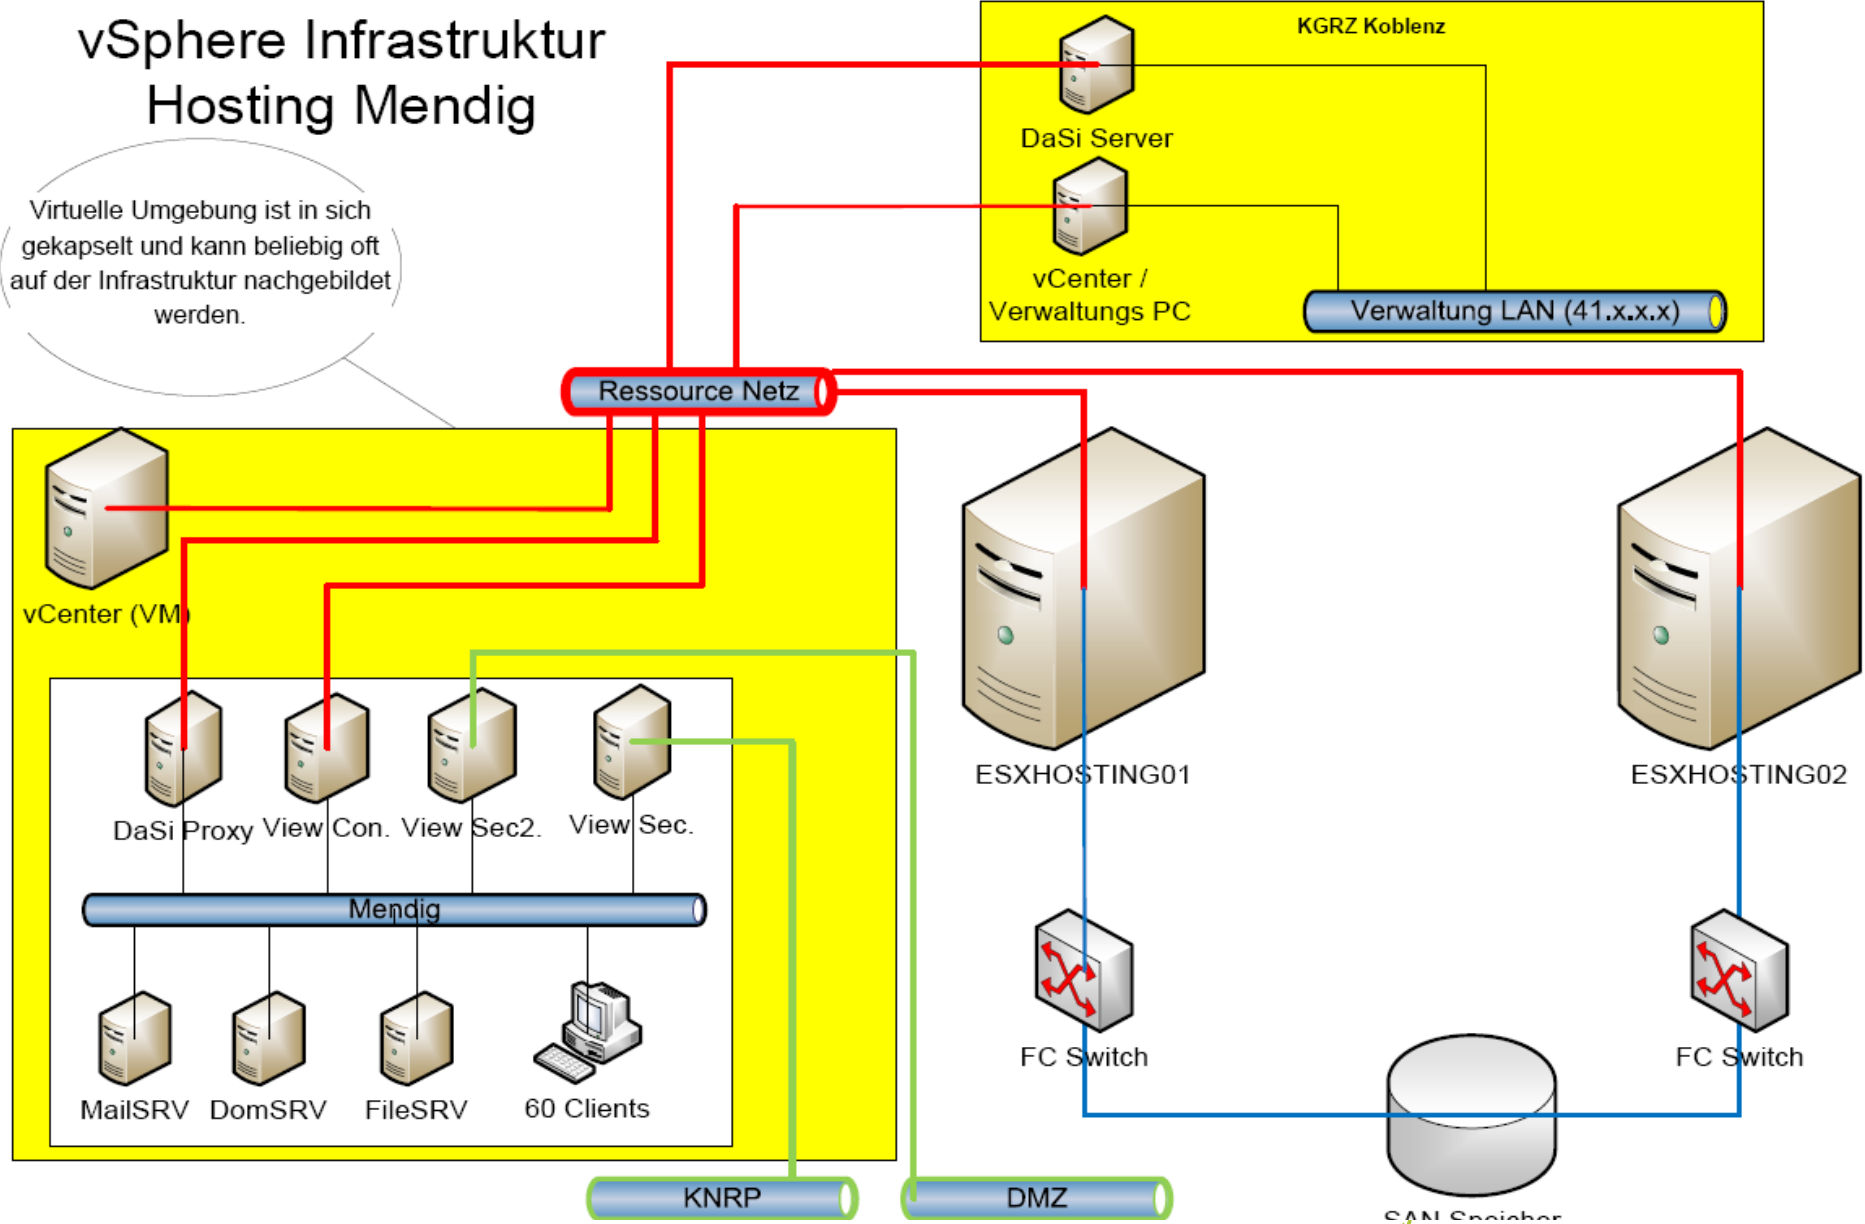 vSphere Infrastruktur
Hosting Mendig
KGRZ Koblenz
DaSi Server
Virtuelle Umgebung ist in sich
gekapselt und kann beliebig oft
auf der Infrastruktur nachgebildet
werden.
vCenter /
Verwaltungs PC
Verwaltung LAN (41.x.x.x)
Ressource Netz
vCenter (VM)
ESXHOSTING01
ESXHOSTING02
DaSi Proxy
View Con.
View Sec2.
View Sec.
Mendig
FC Switch
FC Switch
MailSRV
DomSRV
FileSRV
60 Clients
KNRP
DMZ
SAN Speicher